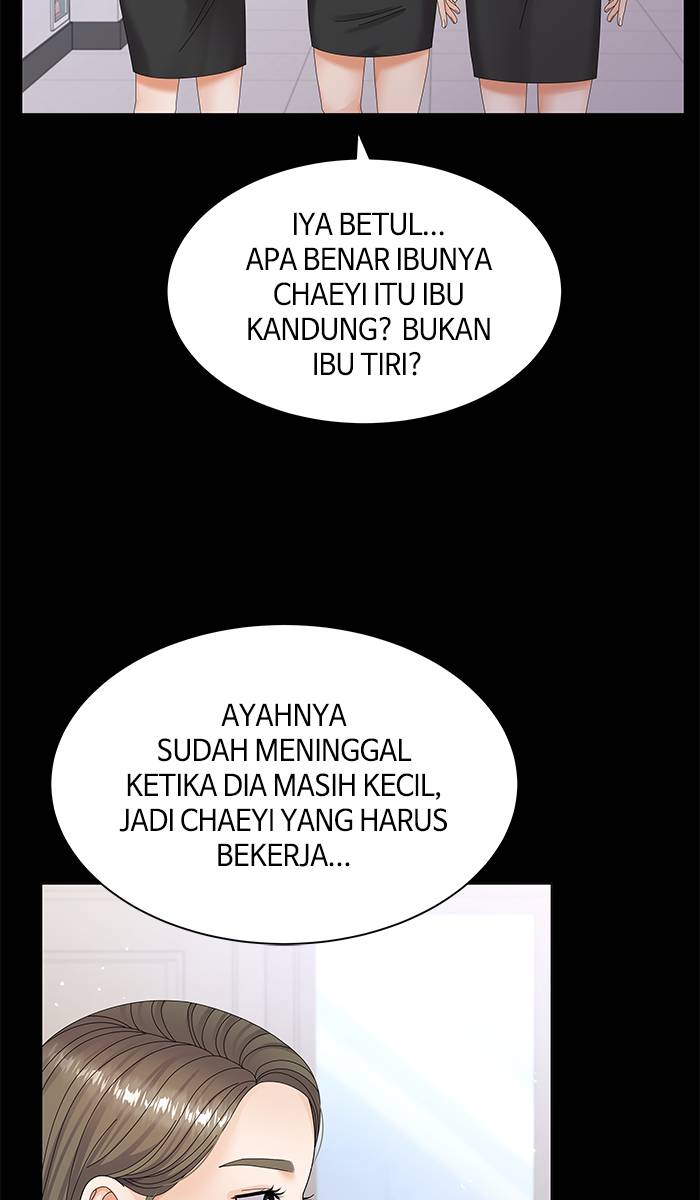 IYA BETUL...
APA BENAR IBUNYA
CHAEYI ITU IBU
KANDUNG? BUKAN
IBU TIRI?
AYAHNYA
SUDAH MENINGGAL
KETIKA DIA MASIH KECIL,
JADI CHAEYI YANG HARUS
BEKERJA...